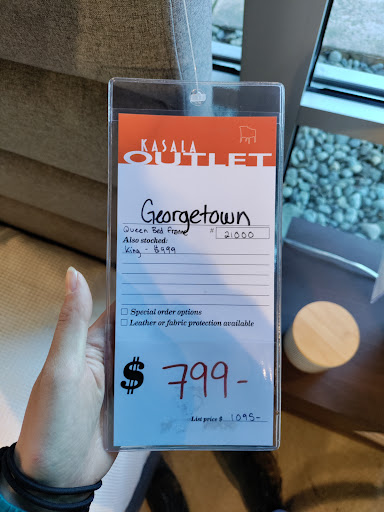 KASALA
OUTLET
Georgetown
Queen Bed Frame # 21000
Also stocked:
King - $999
Special order options
Leather or fabric protection available
$ 799-
List price $ 1095-